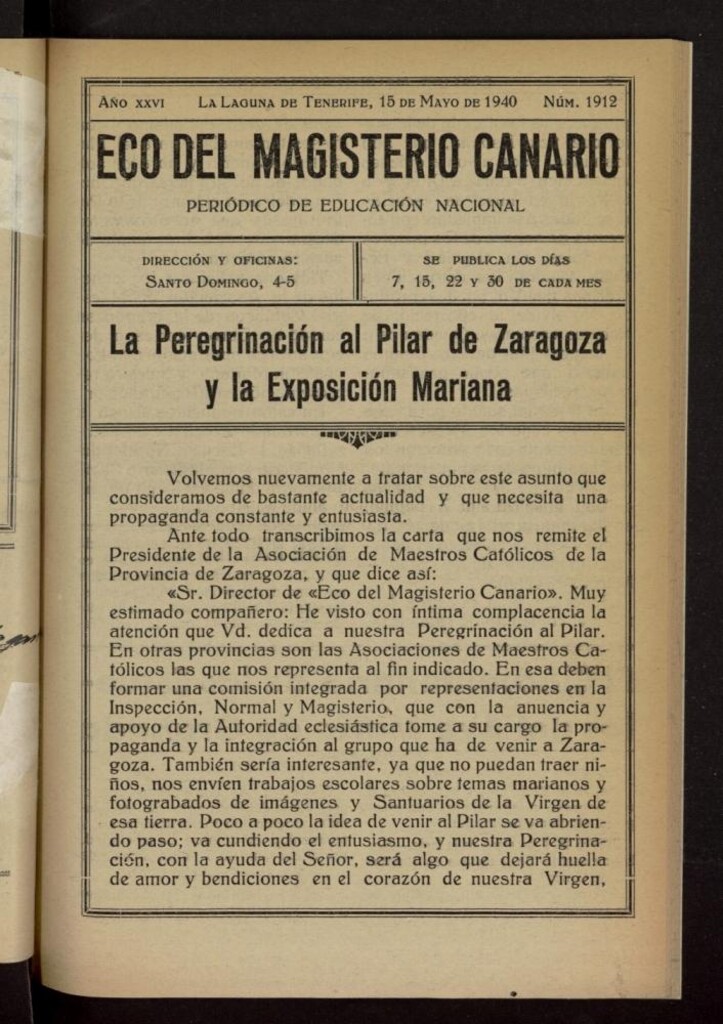 AÑO XXVI LA LAGUNA DE TENERIFE, 15 DE MAYO DE 1940 NÚM. 1912
ECO DEL MAGISTERIO CANARIO
PERIÓDICO DE EDUCACIÓN NACIONAL
DIRECCIÓN Y OFICINAS:
SANTO DOMINGO, 4-5
SE PUBLICA LOS DÍAS
7, 15, 22 Y 30 DE CADA MES
La Peregrinación al Pilar de Zaragoza
y la Exposición Mariana
Volvemos nuevamente a tratar sobre este asunto que
consideramos de bastante actualidad y que necesita una
propaganda constante y entusiasta.
Ante todo transcribimos la carta que nos remite el
Presidente de la Asociación de Maestros Católicos de la
Provincia de Zaragoza, y que dice así:
«Sr. Director de «Eco del Magisterio Canario». Muy
estimado compañero: He visto con íntima complacencia la
atención que Vd. dedica a nuestra Peregrinación al Pilar.
En otras provincias son las Asociaciones de Maestros Ca-
tólicos las que nos representa al fin indicado. En esa deben
formar una comisión integrada por representaciones en la
Inspección, Normal y Magisterio, que con la anuencia y
apoyo de la Autoridad eclesiástica tome a su cargo la pro-
paganda y la integración al grupo que ha de venir a Zara-
goza. También sería interesante, ya que no puedan traer ni-
ños, nos envíen trabajos escolares sobre temas marianos y
fotograbados de imágenes y Santuarios de la Virgen de
esa tierra. Poco a poco la idea de venir al Pilar se va abrien-
do paso; va cundiendo el entusiasmo, y nuestra Peregrina-
ción, con la ayuda del Señor, será algo que dejará huella
de amor y bendiciones en el corazón de nuestra Virgen,